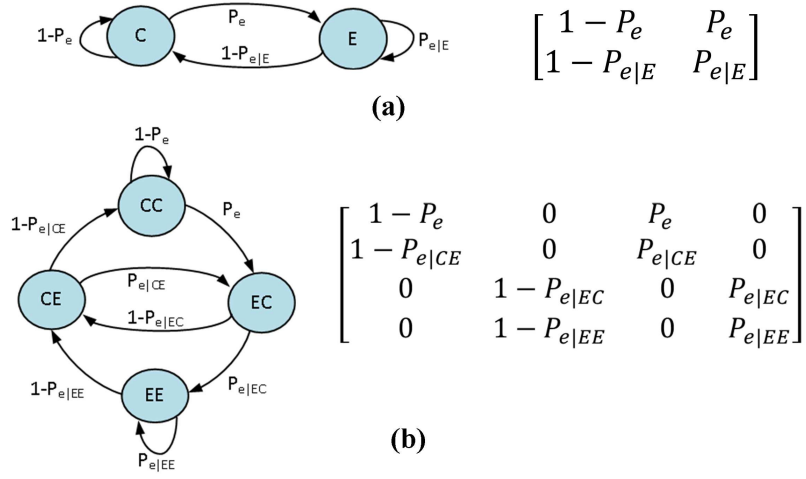 1-Pe
C
Pe
1-Pe|E
E
Pe|E
1 − Pe Pe
1 − Pe|E Pe|E
(a)
1-Pe
CC
Pe
1-Pe|CE
CE
Pe|CE
1-Pe|EC
EC
1-Pe|EE
EE
Pe|EC
Pe|EE
1 − Pe 0 Pe 0
1 − Pe|CE 0 Pe|CE 0
0 1 − Pe|EC 0 Pe|EC
0 1 − Pe|EE 0 Pe|EE
(b)